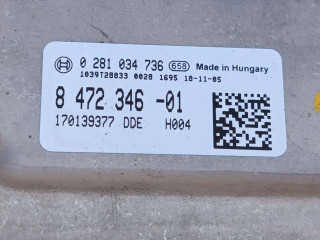 0 281 034 736 658 Made in Hungary
1039T28833 0028 1695 18-11-05
8 472 346 -01
170139377 DDE H004